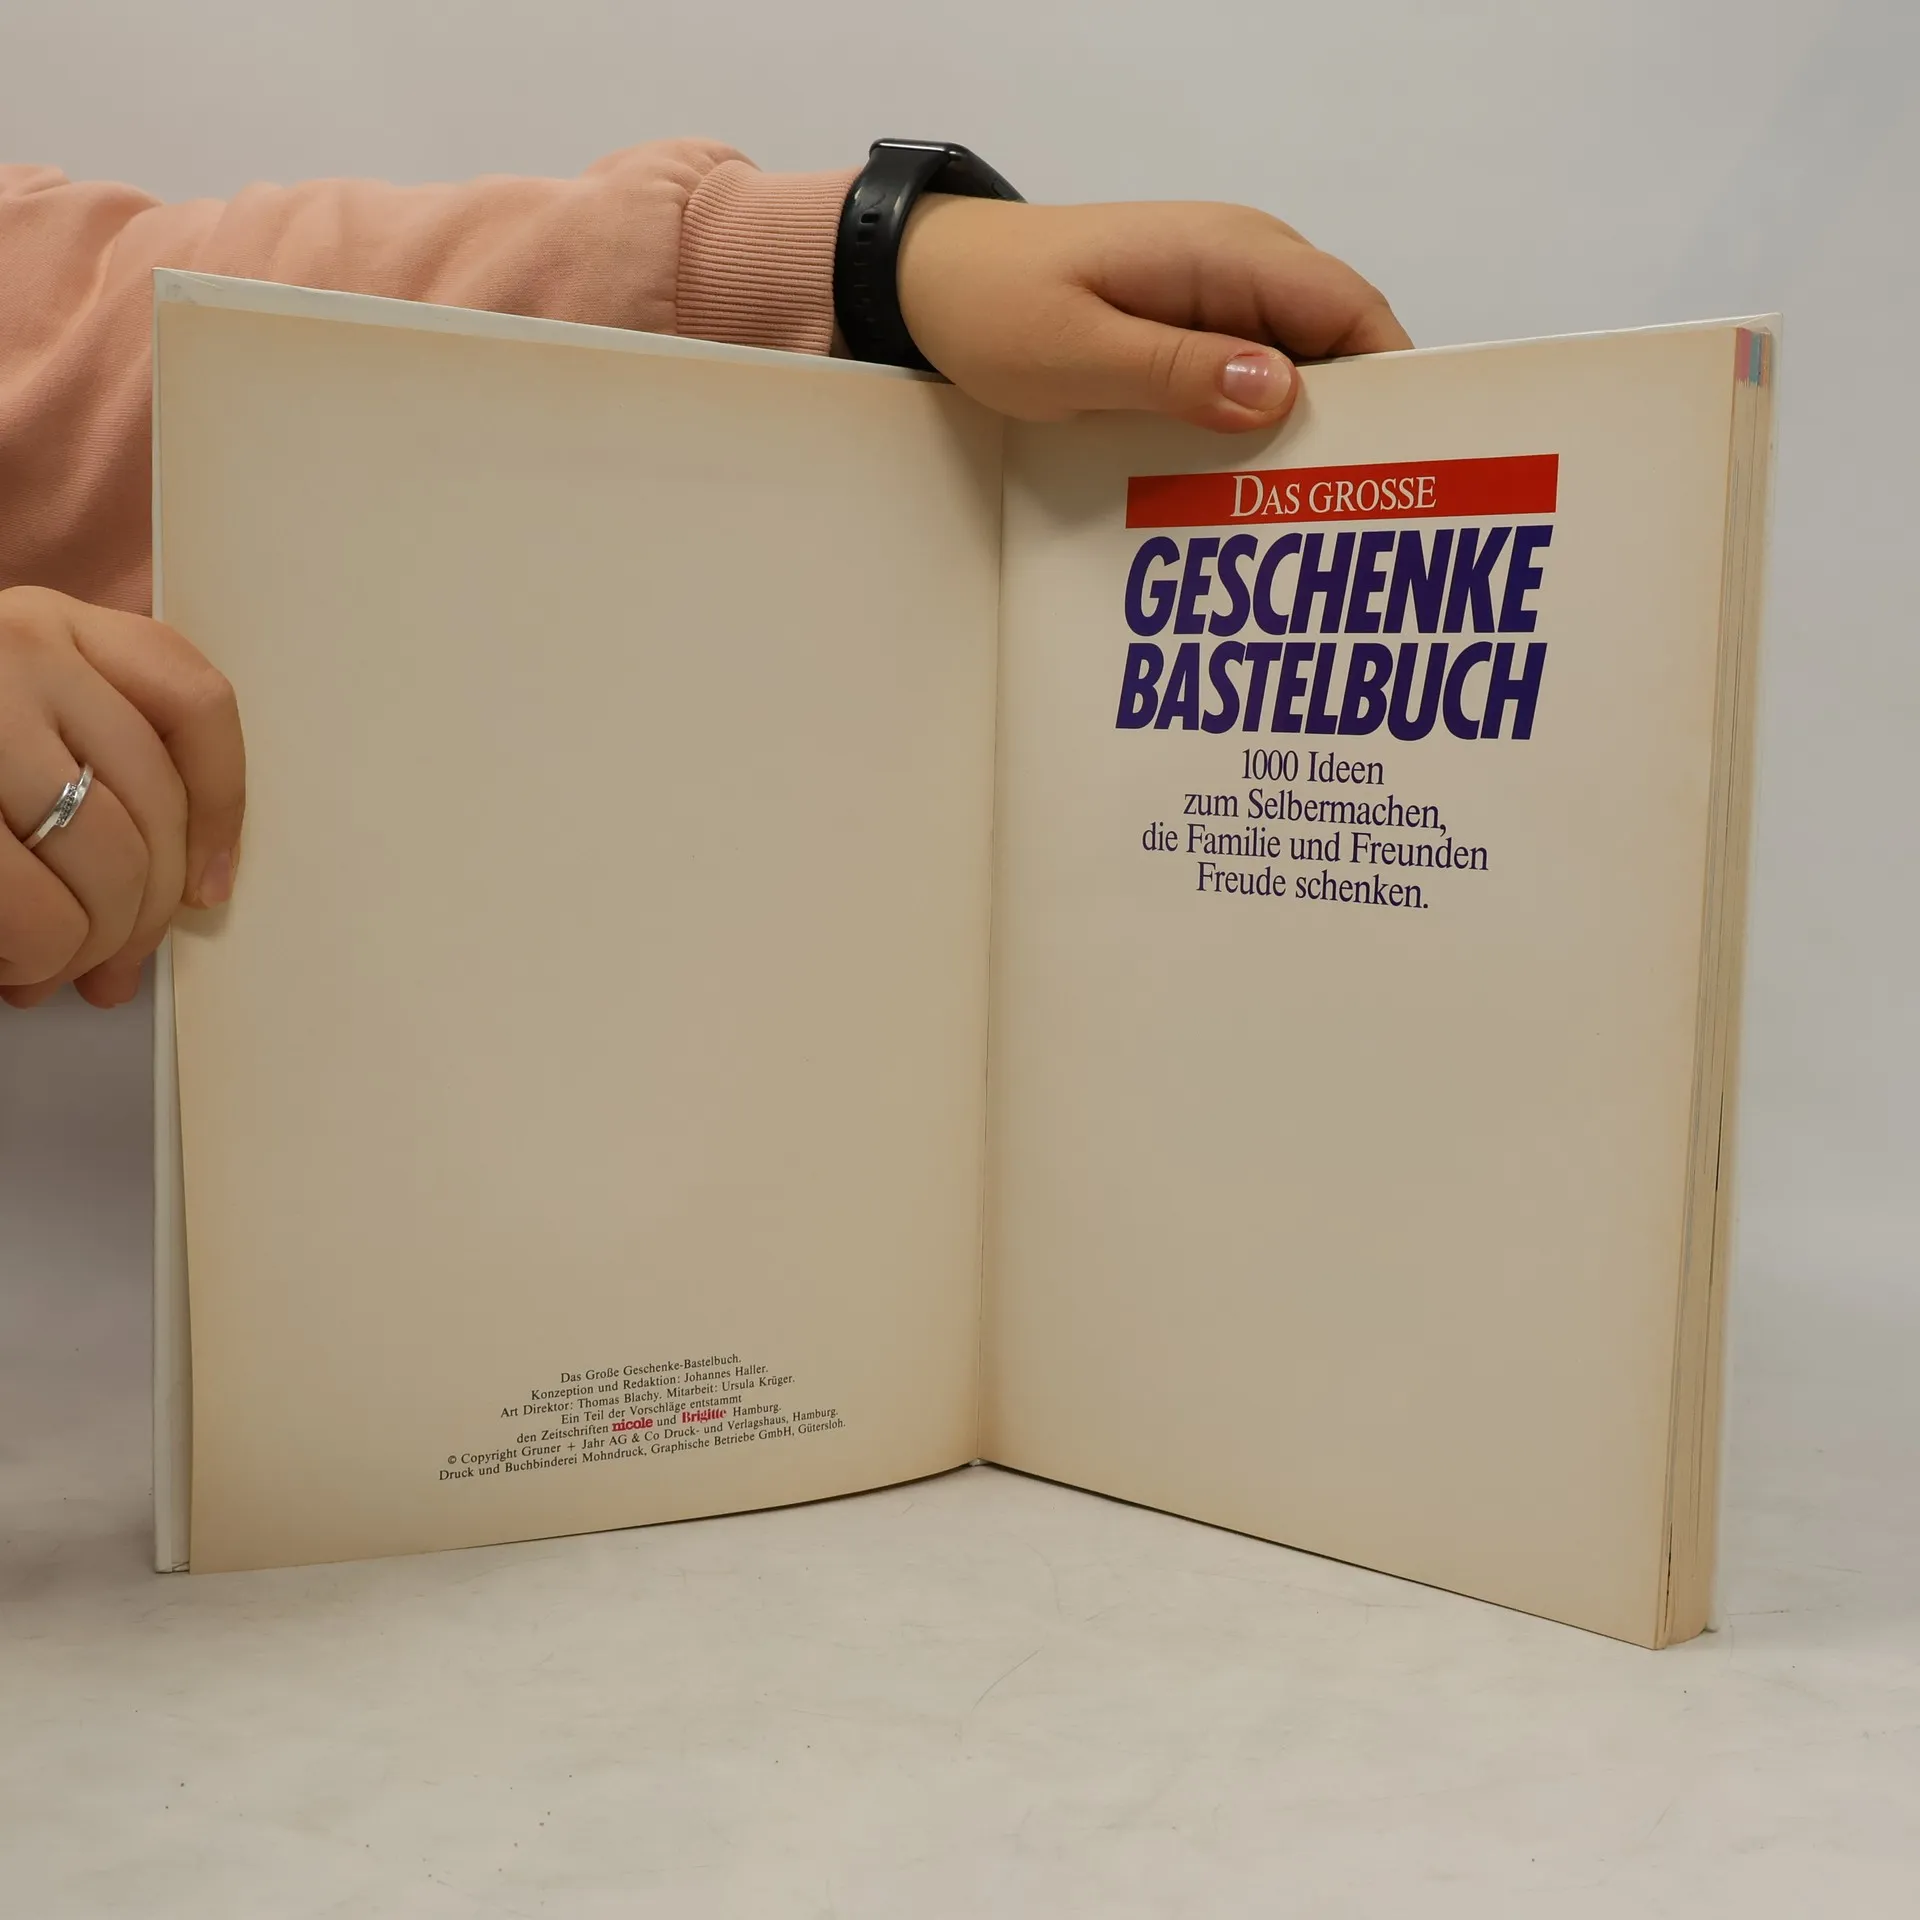 Das Große Geschenke-Bastelbuch.
Konzeption und Redaktion: Johannes Haller.
Art Direktor: Thomas Blachy. Mitarbeit: Ursula Krüger.
Ein Teil der Vorschläge entstammt
den Zeitschriften nicole und Brigitte Hamburg.
© Copyright Gruner + Jahr AG & Co Druck- und Verlagshaus, Hamburg.
Druck und Buchbinderei Mohndruck, Graphische Betriebe GmbH, Gütersloh.
DAS GROSSE
GESCHENKE
BASTELBUCH
1000 Ideen
zum Selbermachen,
die Familie und Freunden
Freude schenken.